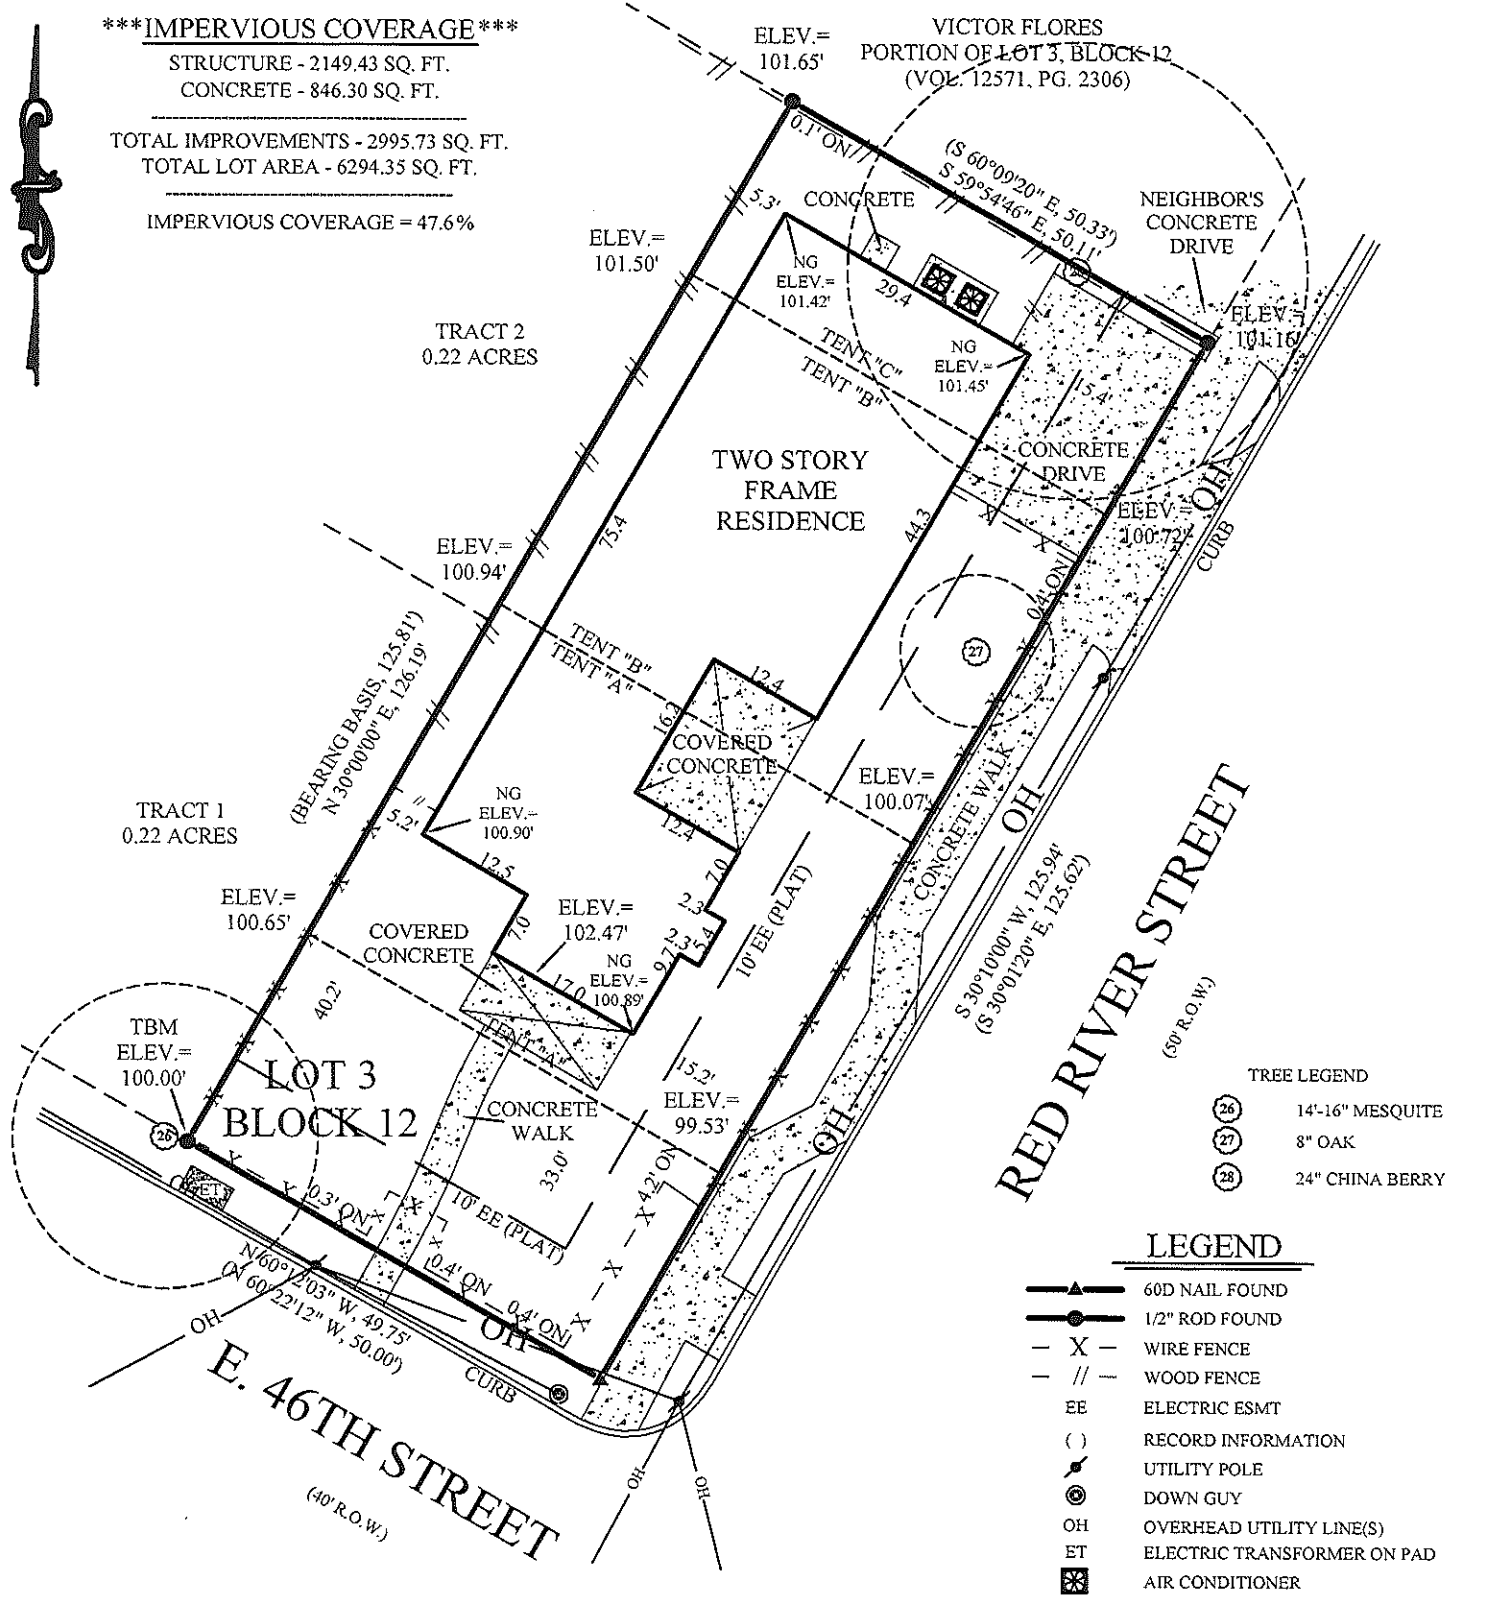 ***IMPERVIOUS COVERAGE***
STRUCTURE - 2149.43 SQ. FT.
CONCRETE - 846.30 SQ. FT.
TOTAL IMPROVEMENTS - 2995.73 SQ. FT.
TOTAL LOT AREA - 6294.35 SQ. FT.
IMPERVIOUS COVERAGE = 47.6%
ELEV.=
101.65'
VICTOR FLORES
PORTION OF LOT 3, BLOCK 12
(VOL. 12571, PG. 2306)
0.1' ON
(S 60°09'20" E, 50.33')
S 59°54'46" E, 50.11'
NEIGHBOR'S
CONCRETE
DRIVE
5.3'
CONCRETE
ELEV.=
101.50'
NG
ELEV.=
101.42'
29.4
ELEV.=
101.16'
TRACT 2
0.22 ACRES
TENT "C"
TENT "B"
NG
ELEV.=
101.45'
15.4'
CONCRETE
DRIVE
TWO STORY
FRAME
RESIDENCE
OH
ELEV.=
100.72'
CURB
75.4
44.3
ELEV.=
100.94'
0.4' ON
27
TENT "B"
TENT "A"
12.4
16.2
COVERED
CONCRETE
(BEARING BASIS, 125.81')
N 30°00'00" E, 126.19'
ELEV.=
100.07'
CONCRETE WALK
OH
TRACT 1
0.22 ACRES
5.2'
NG
ELEV.=
100.90'
12.4
12.5
7.0
10' EE (PLAT)
S 30°10'00" W, 125.94'
(S 30°01'20" E, 125.62')
RED RIVER STREET
(50' R.O.W.)
ELEV.=
100.65'
COVERED
CONCRETE
7.0
ELEV.=
102.47'
2.3
2.3
5.4
9.7
NG
ELEV.=
100.89'
17.0
40.2'
TENT "A"
TBM
ELEV.=
100.00'
LOT 3
BLOCK 12
15.2'
ELEV.=
99.53'
CONCRETE
WALK
33.0'
OH
26
ET
0.3' ON
10' EE (PLAT)
4.2' ON
0.4' ON
0.4' ON
N 60°12'03" W, 49.75'
(N 60°22'12" W, 50.00')
OH
OH
CURB
E. 46TH STREET
(40' R.O.W.)
OH
OH
TREE LEGEND
26 14'-16" MESQUITE
27 8" OAK
28 24" CHINA BERRY
LEGEND
60D NAIL FOUND
1/2" ROD FOUND
— X — WIRE FENCE
— // — WOOD FENCE
EE ELECTRIC ESMT
( ) RECORD INFORMATION
UTILITY POLE
DOWN GUY
OH OVERHEAD UTILITY LINE(S)
ET ELECTRIC TRANSFORMER ON PAD
AIR CONDITIONER